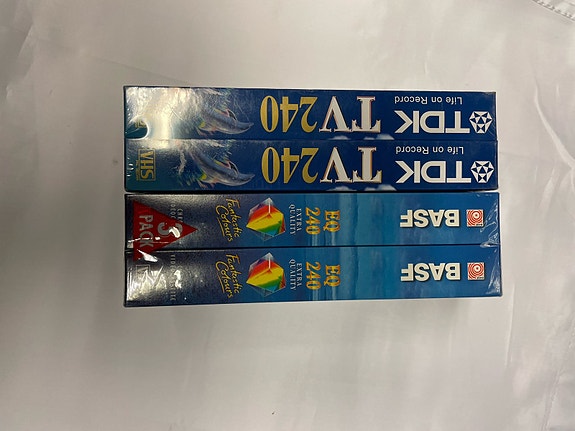 TDK
Life on Record
TV240
TDK
Life on Record
TV240
VHS
BASF
EQ
240
EXTRA
QUALITY
Fantastic
Colours
3
PACK
BASF
EQ
240
EXTRA
QUALITY
Fantastic
Colours